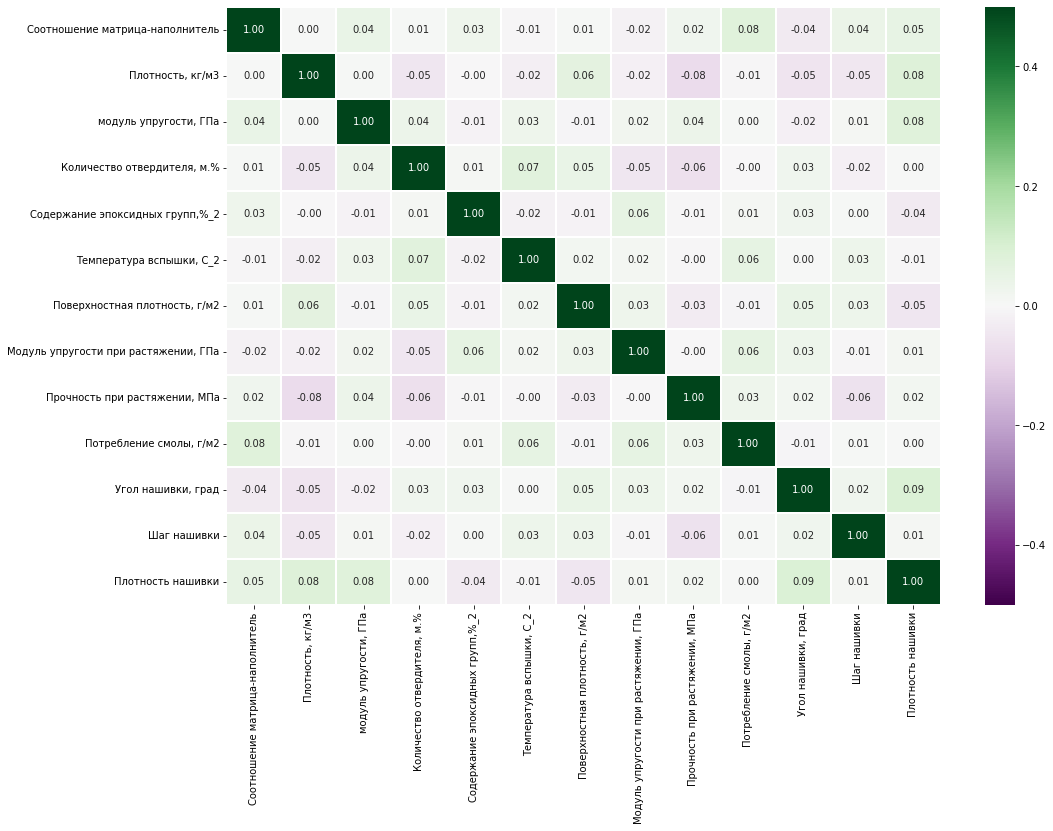 Соотношение матрица-наполнитель 1.00 0.00 0.04 0.01 0.03 -0.01 0.01 -0.02 0.02 0.08 -0.04 0.04 0.05
Плотность, кг/м3 0.00 1.00 0.00 -0.05 -0.00 -0.02 0.06 -0.02 -0.08 -0.01 -0.05 -0.05 0.08
модуль упругости, ГПа 0.04 0.00 1.00 0.04 -0.01 0.03 -0.01 0.02 0.04 0.00 -0.02 0.01 0.08
Количество отвердителя, м.% 0.01 -0.05 0.04 1.00 0.01 0.07 0.05 -0.05 -0.06 -0.00 0.03 -0.02 0.00
Содержание эпоксидных групп,%_2 0.03 -0.00 -0.01 0.01 1.00 -0.02 -0.01 0.06 -0.01 0.01 0.03 0.00 -0.04
Температура вспышки, С_2 -0.01 -0.02 0.03 0.07 -0.02 1.00 0.02 0.02 -0.00 0.06 0.00 0.03 -0.01
Поверхностная плотность, г/м2 0.01 0.06 -0.01 0.05 -0.01 0.02 1.00 0.03 -0.03 -0.01 0.05 0.03 -0.05
Модуль упругости при растяжении, ГПа -0.02 -0.02 0.02 -0.05 0.06 0.02 0.03 1.00 -0.00 0.06 0.03 -0.01 0.01
Прочность при растяжении, МПа 0.02 -0.08 0.04 -0.06 -0.01 -0.00 -0.03 -0.00 1.00 0.03 0.02 -0.06 0.02
Потребление смолы, г/м2 0.08 -0.01 0.00 -0.00 0.01 0.06 -0.01 0.06 0.03 1.00 -0.01 0.01 0.00
Угол нашивки, град -0.04 -0.05 -0.02 0.03 0.03 0.00 0.05 0.03 0.02 -0.01 1.00 0.02 0.09
Шаг нашивки 0.04 -0.05 0.01 -0.02 0.00 0.03 0.03 -0.01 -0.06 0.01 0.02 1.00 0.01
Плотность нашивки 0.05 0.08 0.08 0.00 -0.04 -0.01 -0.05 0.01 0.02 0.00 0.09 0.01 1.00
Соотношение матрица-наполнитель
Плотность, кг/м3
модуль упругости, ГПа
Количество отвердителя, м.%
Содержание эпоксидных групп,%_2
Температура вспышки, С_2
Поверхностная плотность, г/м2
Модуль упругости при растяжении, ГПа
Прочность при растяжении, МПа
Потребление смолы, г/м2
Угол нашивки, град
Шаг нашивки
Плотность нашивки
0.4
0.2
0.0
−0.2
−0.4